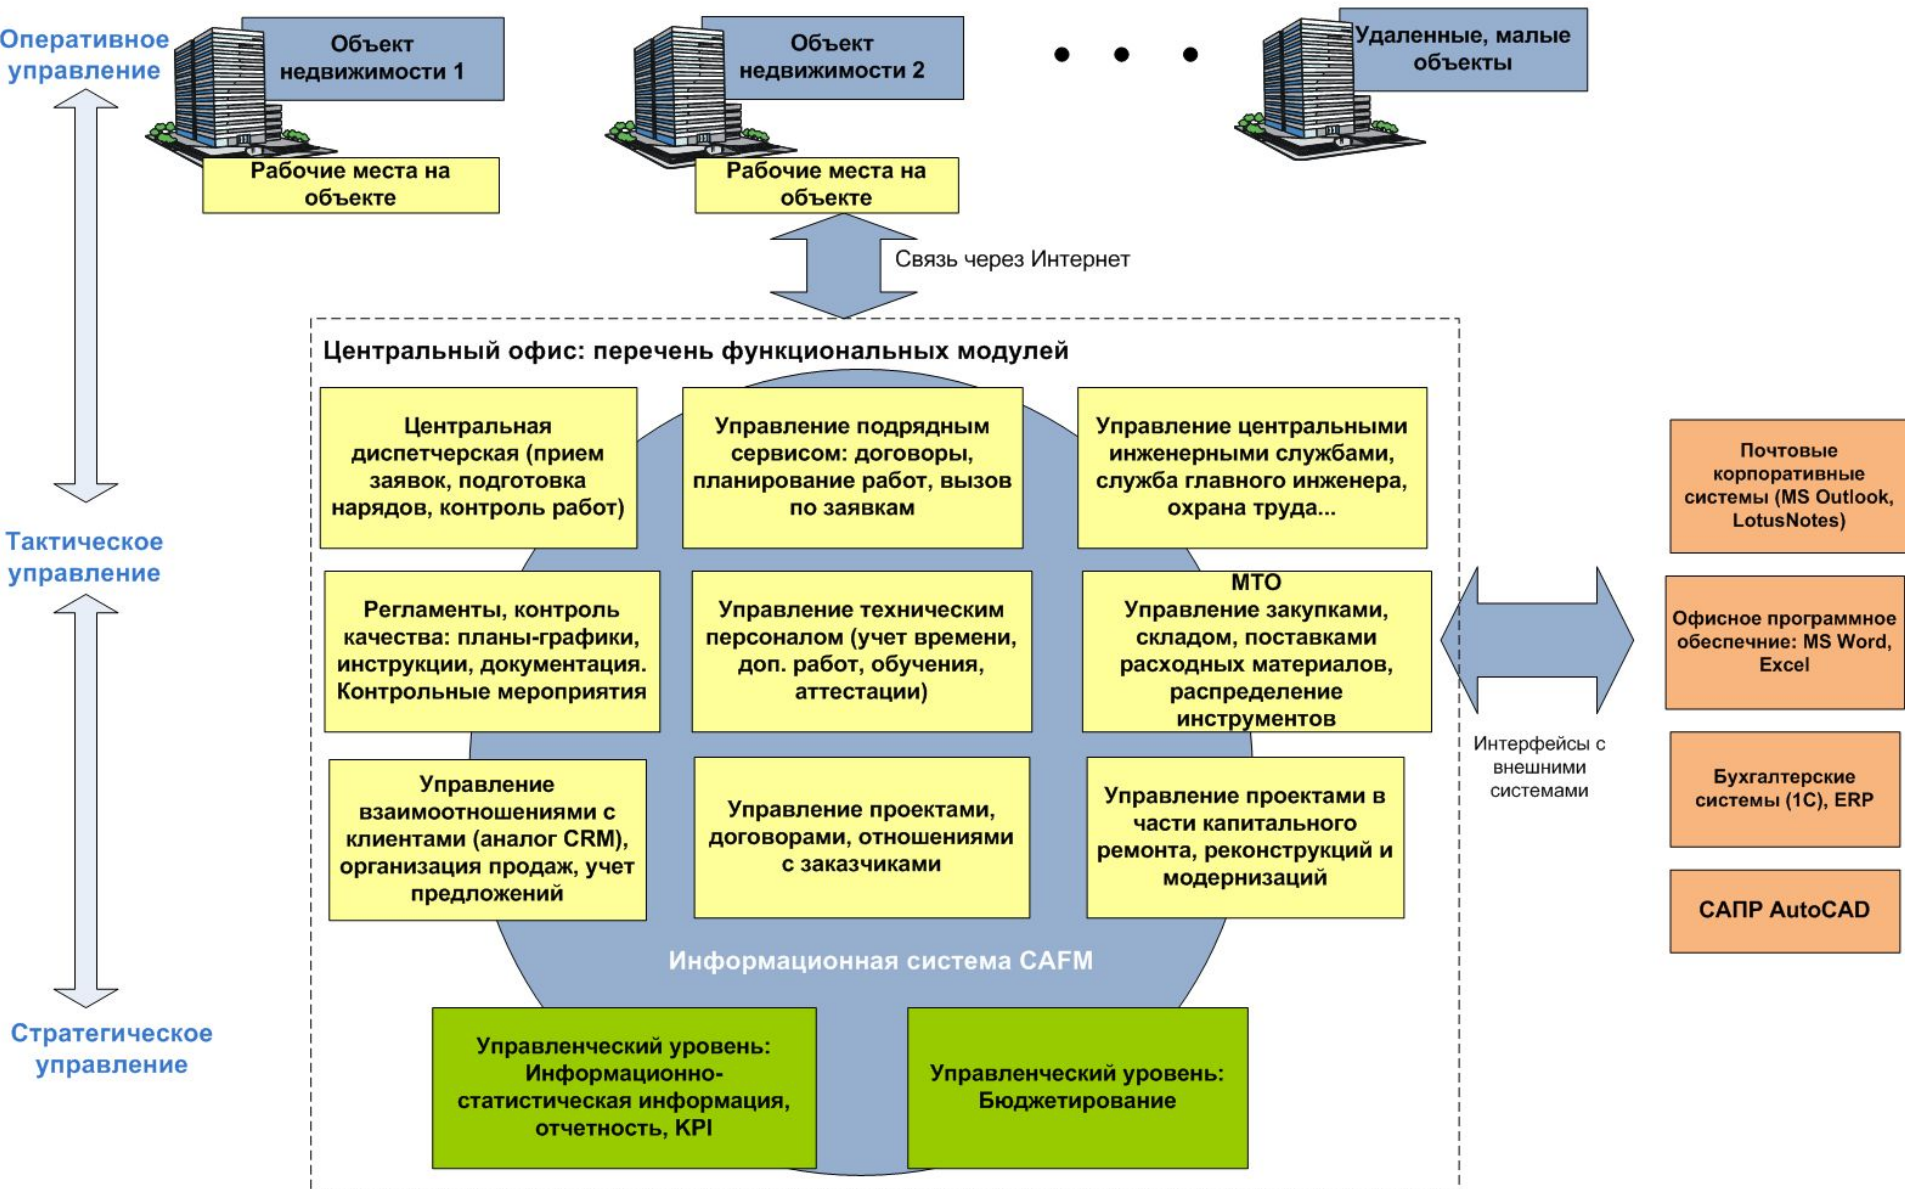 Оперативное
управление
Объект
недвижимости 1
Объект
недвижимости 2
Удаленные, малые
объекты
Рабочие места на
объекте
Рабочие места на
объекте
Связь через Интернет
Центральный офис: перечень функциональных модулей
Центральная
диспетчерская (прием
заявок, подготовка
нарядов, контроль работ)
Управление подрядным
сервисом: договоры,
планирование работ, вызов
по заявкам
Управление центральными
инженерными службами,
служба главного инженера,
охрана труда...
Тактическое
управление
Регламенты, контроль
качества: планы-графики,
инструкции, документация.
Контрольные мероприятия
Управление техническим
персоналом (учет времени,
доп. работ, обучения,
аттестации)
МТО
Управление закупками,
складом, поставками
расходных материалов,
распределение
инструментов
Управление
взаимоотношениями с
клиентами (аналог CRM),
организация продаж, учет
предложений
Управление проектами,
договорами, отношениями
с заказчиками
Управление проектами в
части капитального
ремонта, реконструкций и
модернизаций
Информационная система CAFM
Стратегическое
управление
Управленческий уровень:
Информационно-
статистическая информация,
отчетность, KPI
Управленческий уровень:
Бюджетирование
Интерфейсы с
внешними
системами
Почтовые
корпоративные
системы (MS Outlook,
LotusNotes)
Офисное программное
обеспечние: MS Word,
Excel
Бухгалтерские
системы (1С), ERP
САПР AutoCAD